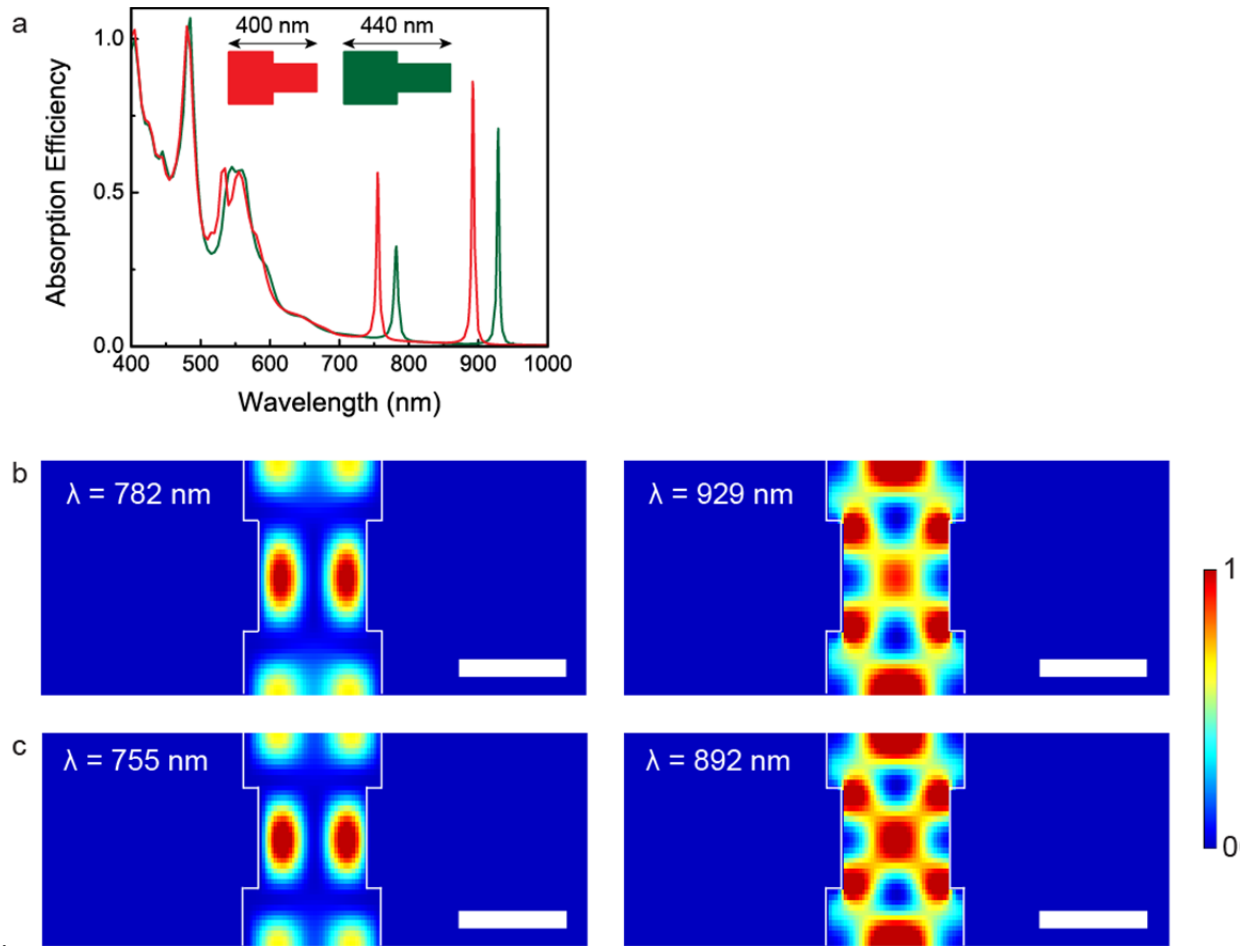 a
400 nm
440 nm
1.0
0.5
0.0
Absorption Efficiency
400
500
600
700
800
900
1000
Wavelength (nm)
b
λ = 782 nm
λ = 929 nm
1
0
c
λ = 755 nm
λ = 892 nm